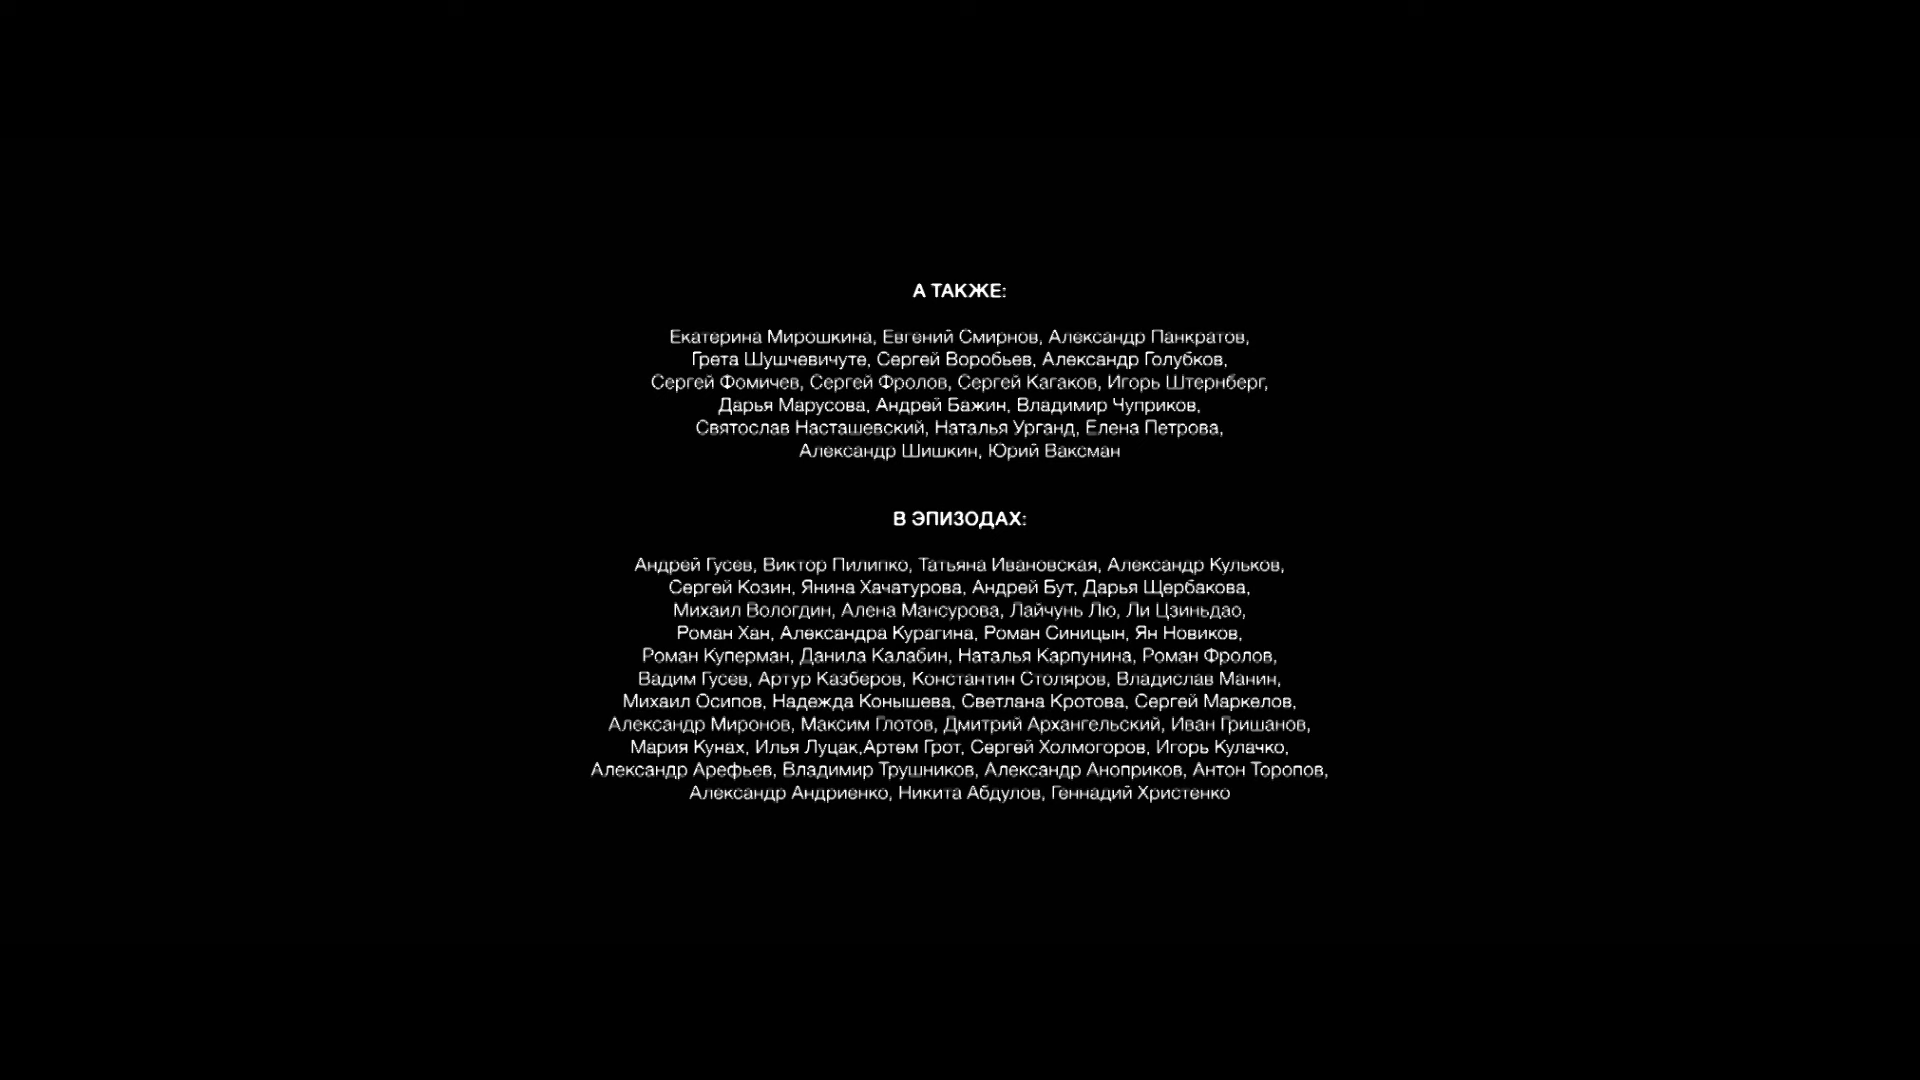 А ТАКЖЕ:
Екатерина Мирошкина, Евгений Смирнов, Александр Панкратов,
Грета Шушчевичуте, Сергей Воробьев, Александр Голубков,
Сергей Фомичев, Сергей Фролов, Сергей Кагаков, Игорь Штернберг,
Дарья Марусова, Андрей Бажин, Владимир Чуприков,
Святослав Насташевский, Наталья Ургант, Елена Петрова,
Александр Шишкин, Юрий Ваксман
В ЭПИЗОДАХ:
Андрей Гусев, Виктор Пилипко, Татьяна Ивановская, Александр Кульков,
Сергей Козин, Янина Хачатурова, Андрей Бут, Дарья Щербакова,
Михаил Вологдин, Алена Мансурова, Лайчунь Лю, Ли Цзиньдао,
Роман Хан, Александра Курагина, Роман Синицын, Ян Новиков,
Роман Куперман, Данила Калабин, Наталья Карпунина, Роман Фролов,
Вадим Гусев, Артур Казберов, Константин Столяров, Владислав Манин,
Михаил Осипов, Надежда Конышева, Светлана Кротова, Сергей Маркелов,
Александр Миронов, Максим Глотов, Дмитрий Архангельский, Иван Гришанов,
Мария Кунах, Илья Луцак,Артем Грот, Сергей Холмогоров, Игорь Кулачко,
Александр Арефьев, Владимир Трушников, Александр Аноприков, Антон Торопов,
Александр Андриенко, Никита Абдулов, Геннадий Христенко